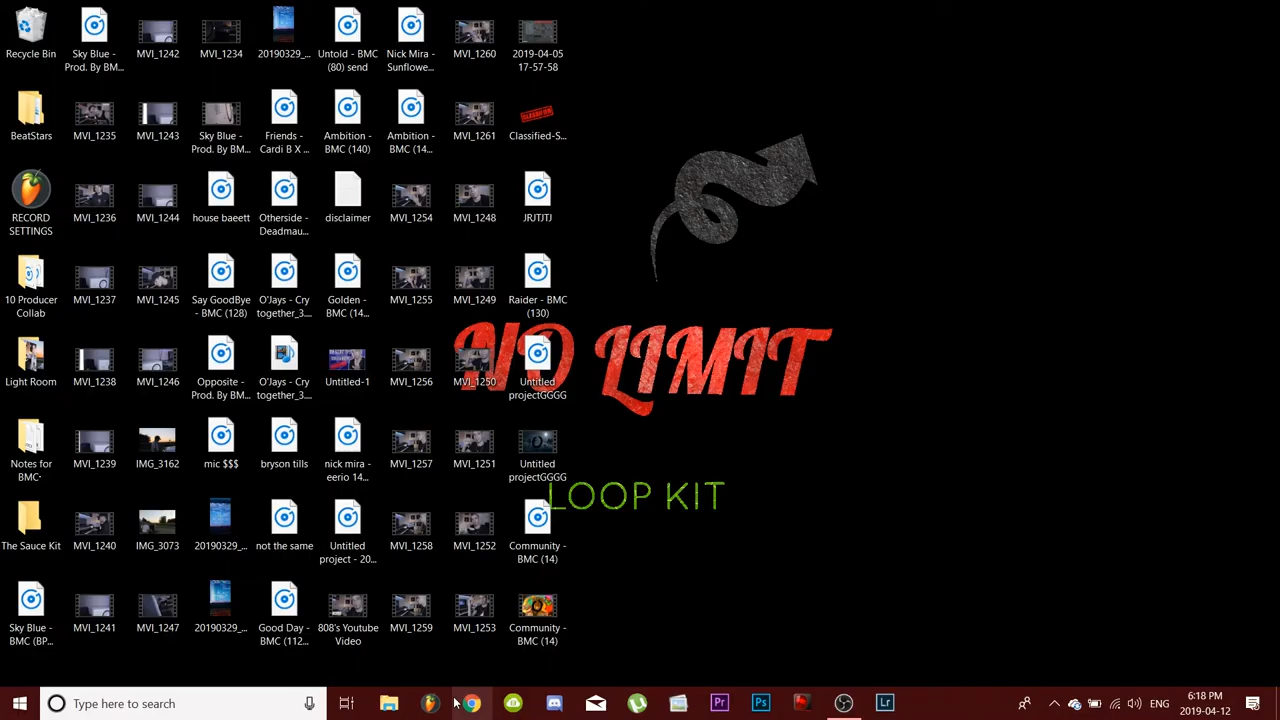 Recycle Bin
Sky Blue -
Prod. By BM...
MVI_1242
MVI_1234
20190329_...
Untold - BMC
(80) send
Nick Mira -
Sunflowe...
MVI_1260
2019-04-05
17-57-58
BeatStars
MVI_1235
MVI_1243
Sky Blue -
Prod. By BM...
Friends -
Cardi B X ...
Ambition -
BMC (140)
Ambition -
BMC (14...
MVI_1261
CLASSIFIED
Classified-S...
RECORD
SETTINGS
MVI_1236
MVI_1244
house baeett
Otherside -
Deadmau...
disclaimer
MVI_1254
MVI_1248
JRJTJTJ
10 Producer
Collab
MVI_1237
MVI_1245
Say GoodBye
- BMC (128)
O'Jays - Cry
together_3....
Golden -
BMC (14...
MVI_1255
MVI_1249
Raider - BMC
(130)
NO LIMIT
Light Room
MVI_1238
MVI_1246
Opposite -
Prod. By BM...
O'Jays - Cry
together_3....
Untitled-1
MVI_1256
MVI_1250
Untitled
projectGGGG
Notes for
BMC-
MVI_1239
IMG_3162
mic $$$
bryson tills
nick mira -
eerio 14...
MVI_1257
MVI_1251
Untitled
projectGGGG
LOOP KIT
The Sauce Kit
MVI_1240
IMG_3073
20190329_...
not the same
Untitled
project - 20...
MVI_1258
MVI_1252
Community -
BMC (14)
Sky Blue -
BMC (BP...
MVI_1241
MVI_1247
20190329_...
Good Day -
BMC (112...
808's Youtube
Video
MVI_1259
MVI_1253
Community -
BMC (14)
Type here to search
Pr
Ps
Lr
6:18 PM
2019-04-12